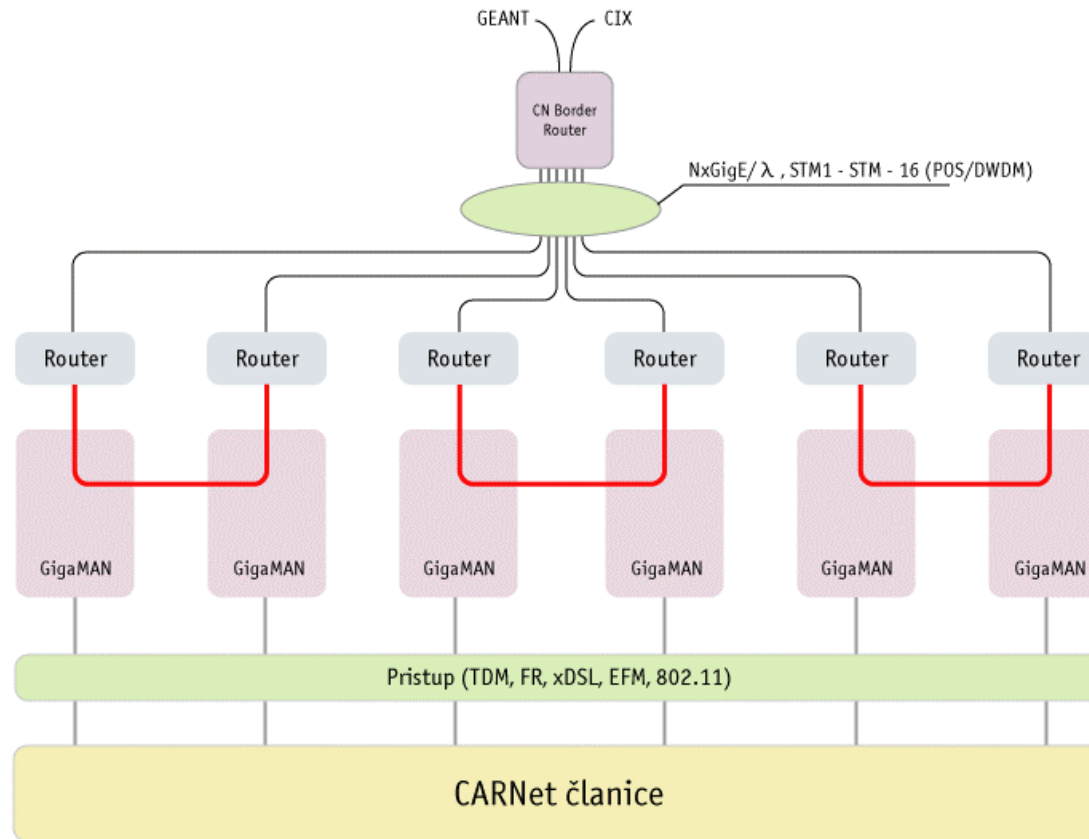 GEANT CIX
CN Border
Router
NxGigE/ λ , STM1 - STM - 16 (POS/DWDM)
Router Router Router Router Router Router
GigaMAN GigaMAN GigaMAN GigaMAN GigaMAN GigaMAN
Pristup (TDM, FR, xDSL, EFM, 802.11)
CARNet članice